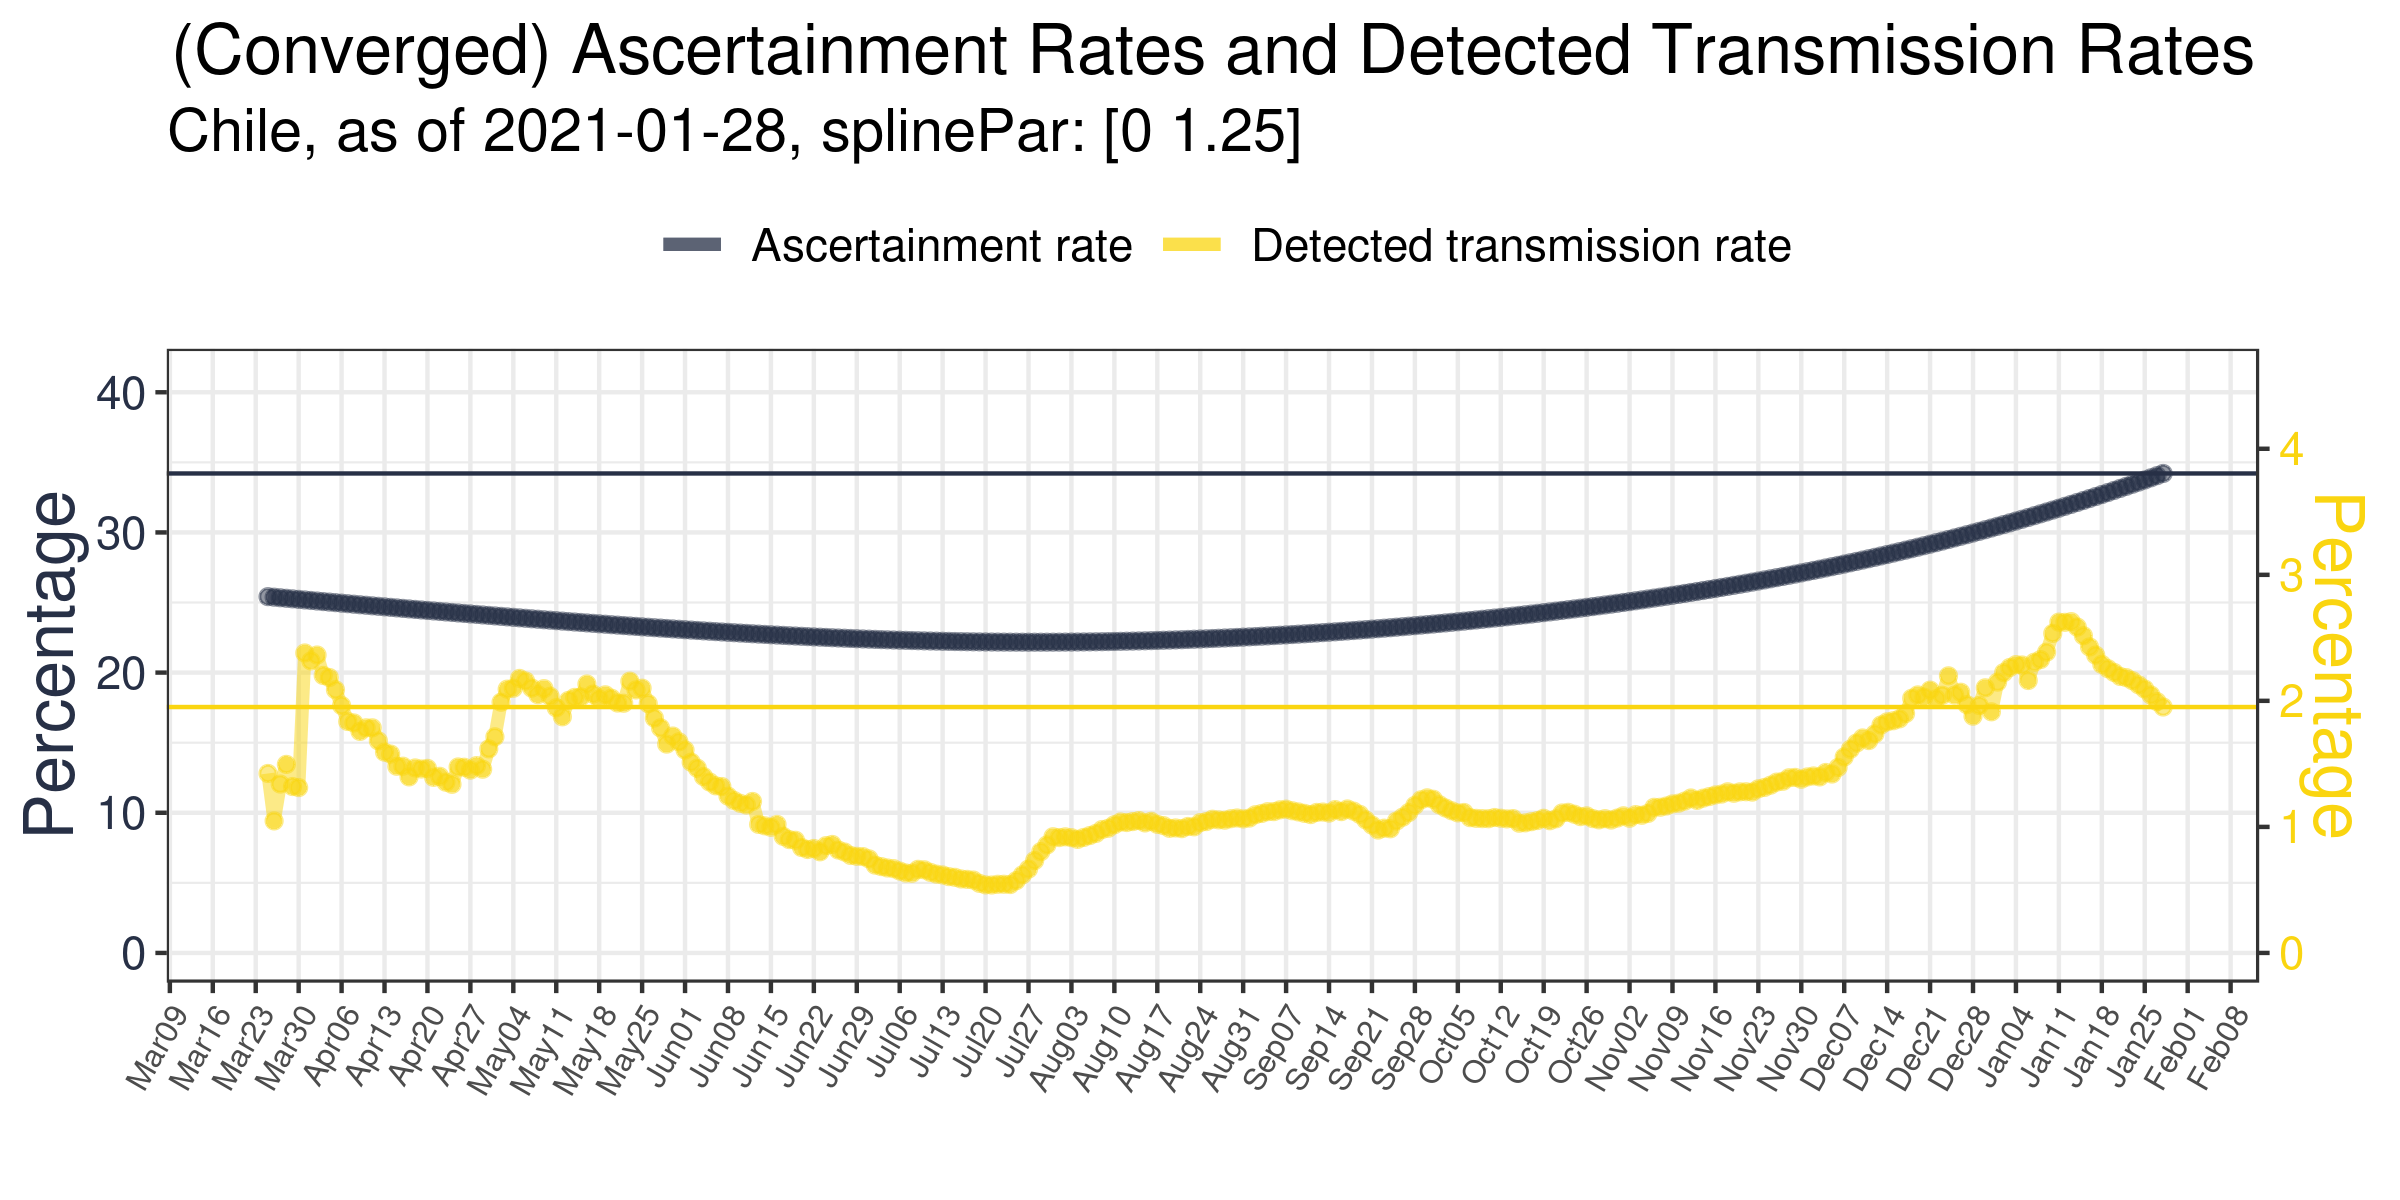 (Converged) Ascertainment Rates and Detected Transmission Rates
Chile, as of 2021-01-28, splinePar: [0 1.25]
Ascertainment rate
Detected transmission rate
Percentage
40
30
20
10
0
4
3
2
1
0
Percentage
Mar09
Mar16
Mar23
Mar30
Apr06
Apr13
Apr20
Apr27
May04
May11
May18
May25
Jun01
Jun08
Jun15
Jun22
Jun29
Jul06
Jul13
Jul20
Jul27
Aug03
Aug10
Aug17
Aug24
Aug31
Sep07
Sep14
Sep21
Sep28
Oct05
Oct12
Oct19
Oct26
Nov02
Nov09
Nov16
Nov23
Nov30
Dec07
Dec14
Dec21
Dec28
Jan04
Jan11
Jan18
Jan25
Feb01
Feb08